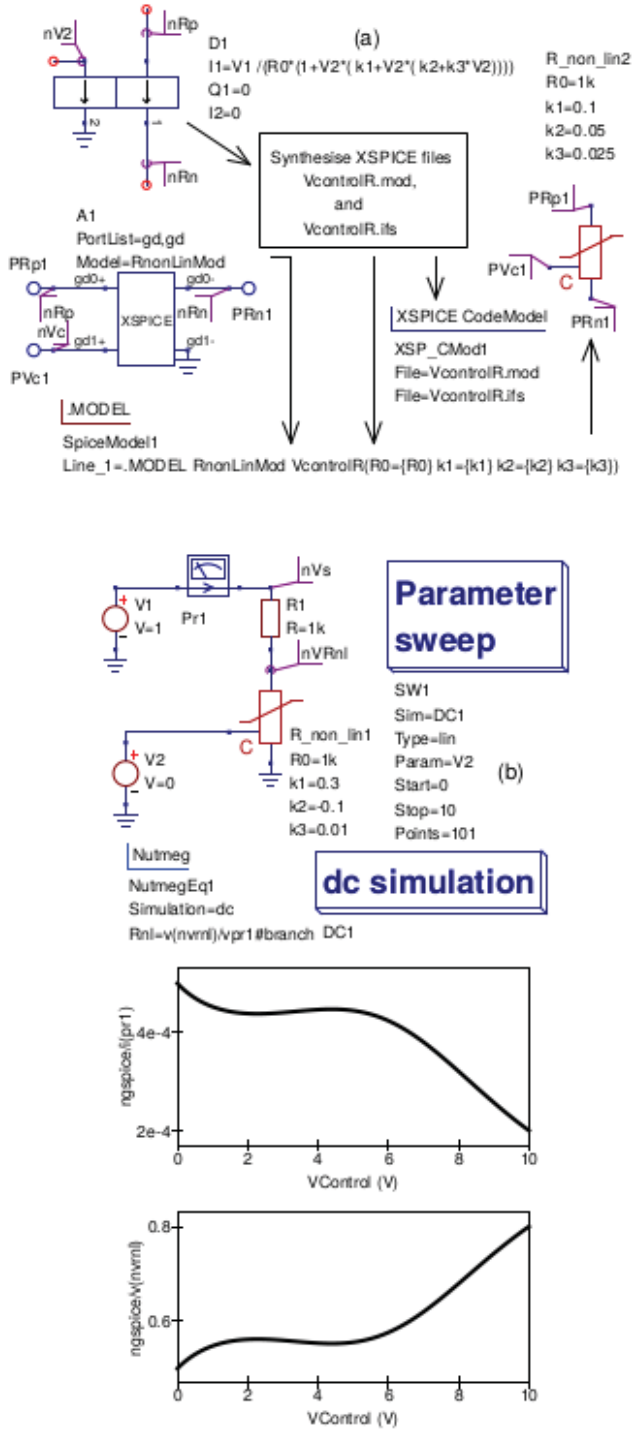 nV2
nRp
D1
(a)
I1=V1 /(R0*(1+V2*( k1+V2*( k2+k3*V2))))
Q1=0
I2=0
2
1
nRn
R_non_lin2
R0=1k
k1=0.1
k2=0.05
k3=0.025
Synthesise XSPICE files
VcontrolR.mod,
and
VcontrolR.ifs
PRp1
PVc1
C
PRn1
A1
PortList=gd,gd
Model=RnonLinMod
PRp1
gd0+
gd0-
nRp
nRn
PRn1
XSPICE
nVc
gd1+
gd1-
PVc1
XSPICE CodeModel
XSP_CMod1
File=VcontrolR.mod
File=VcontrolR.ifs
.MODEL
SpiceModel1
Line_1=.MODEL RnonLinMod VcontrolR(R0={R0} k1={k1} k2={k2} k3={k3})
nVs
V1
V=1
Pr1
R1
R=1k
nVRnl
Parameter
sweep
SW1
Sim=DC1
Type=lin
Param=V2
Start=0
Stop=10
Points=101
(b)
V2
V=0
C
R_non_lin1
R0=1k
k1=0.3
k2=-0.1
k3=0.01
Nutmeg
NutmegEq1
Simulation=dc
Rnl=v(nvrnl)/vpr1#branch
dc simulation
DC1
ngspice/i(pr1)
4e-4
2e-4
0 2 4 6 8 10
VControl (V)
ngspice/v(nvrnl)
0.8
0.6
0 2 4 6 8 10
VControl (V)